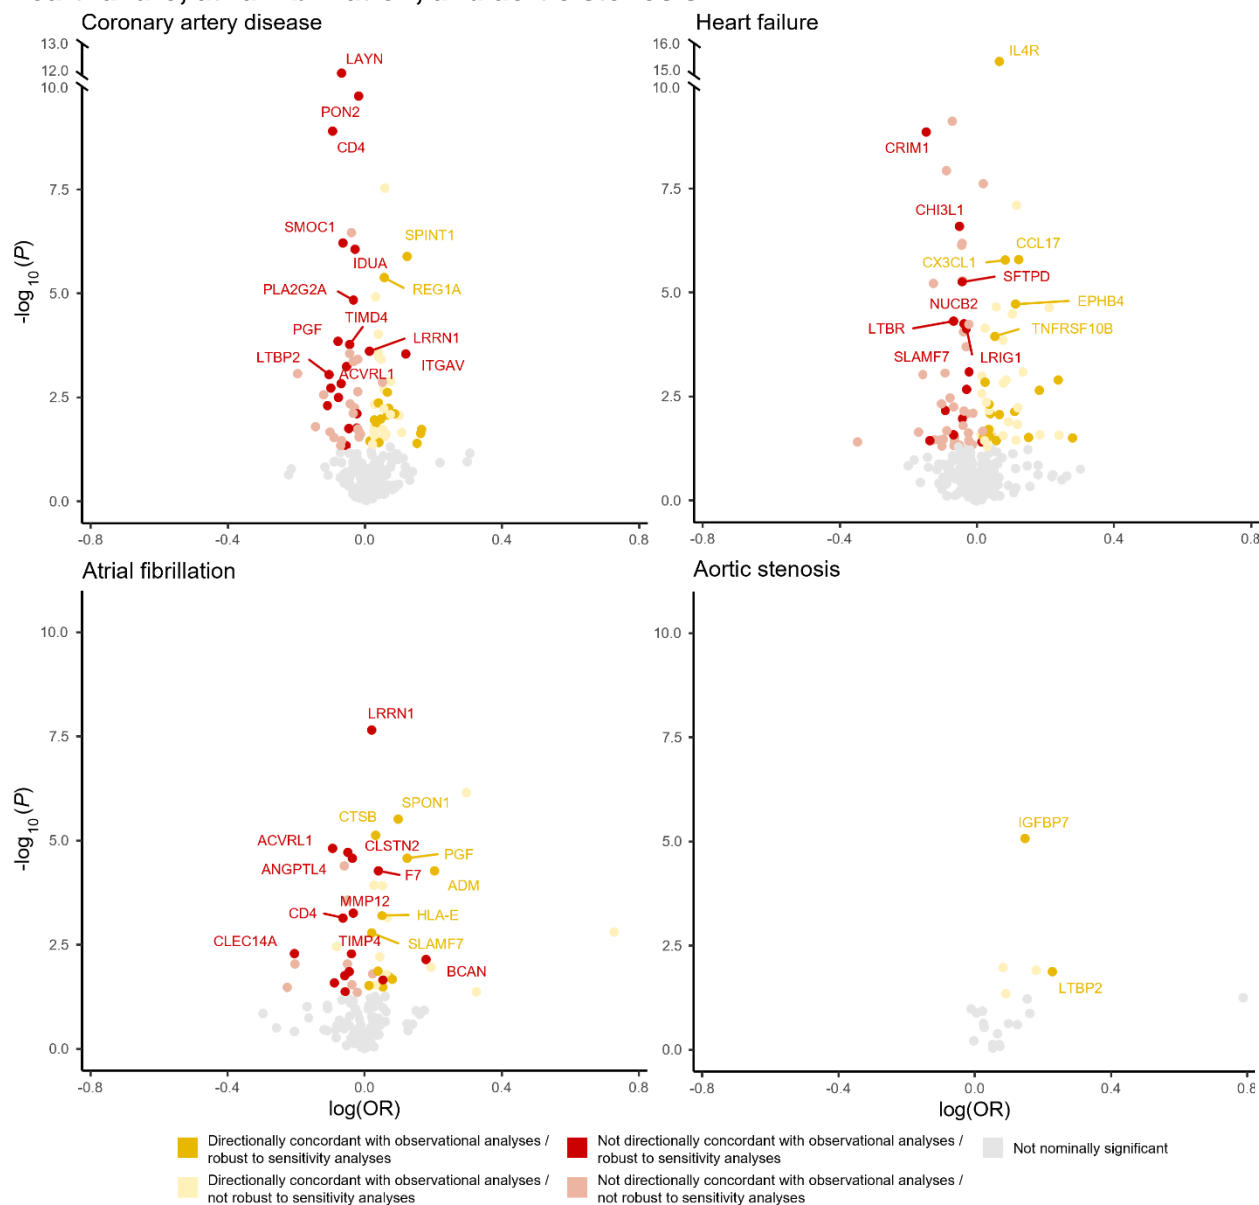 Coronary artery disease
13.0
12.0
10.0
7.5
5.0
2.5
0.0
-log10(P)
LAYN
PON2
CD4
SMOC1
IDUA
SPINT1
REG1A
PLA2G2A
TIMD4
PGF
LRRN1
LTBP2
ACVRL1
ITGAV
-0.8
-0.4
0.0
0.4
0.8
Heart failure
16.0
15.0
10.0
7.5
5.0
2.5
0.0
IL4R
CRIM1
CHI3L1
CCL17
CX3CL1
SFTPD
NUCB2
EPHB4
LTBR
TNFRSF10B
SLAMF7
LRIG1
-0.8
-0.4
0.0
0.4
0.8
Atrial fibrillation
10.0
7.5
5.0
2.5
0.0
-log10(P)
LRRN1
SPON1
CTSB
ACVRL1
CLSTN2
PGF
ANGPTL4
F7
ADM
MMP12
CD4
HLA-E
CLEC14A
TIMP4
SLAMF7
BCAN
-0.8
-0.4
0.0
0.4
0.8
log(OR)
Aortic stenosis
10.0
7.5
5.0
2.5
0.0
IGFBP7
LTBP2
-0.8
-0.4
0.0
0.4
0.8
log(OR)
Directionally concordant with observational analyses /
robust to sensitivity analyses
Not directionally concordant with observational analyses /
robust to sensitivity analyses
Not nominally significant
Directionally concordant with observational analyses /
not robust to sensitivity analyses
Not directionally concordant with observational analyses /
not robust to sensitivity analyses